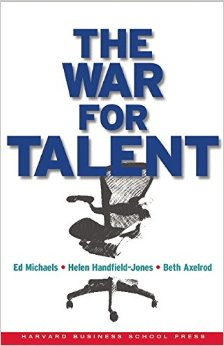 THE
WAR
FOR
TALENT
Ed Michaels • Helen Handfield-Jones • Beth Axelrod
HARVARD BUSINESS SCHOOL PRESS